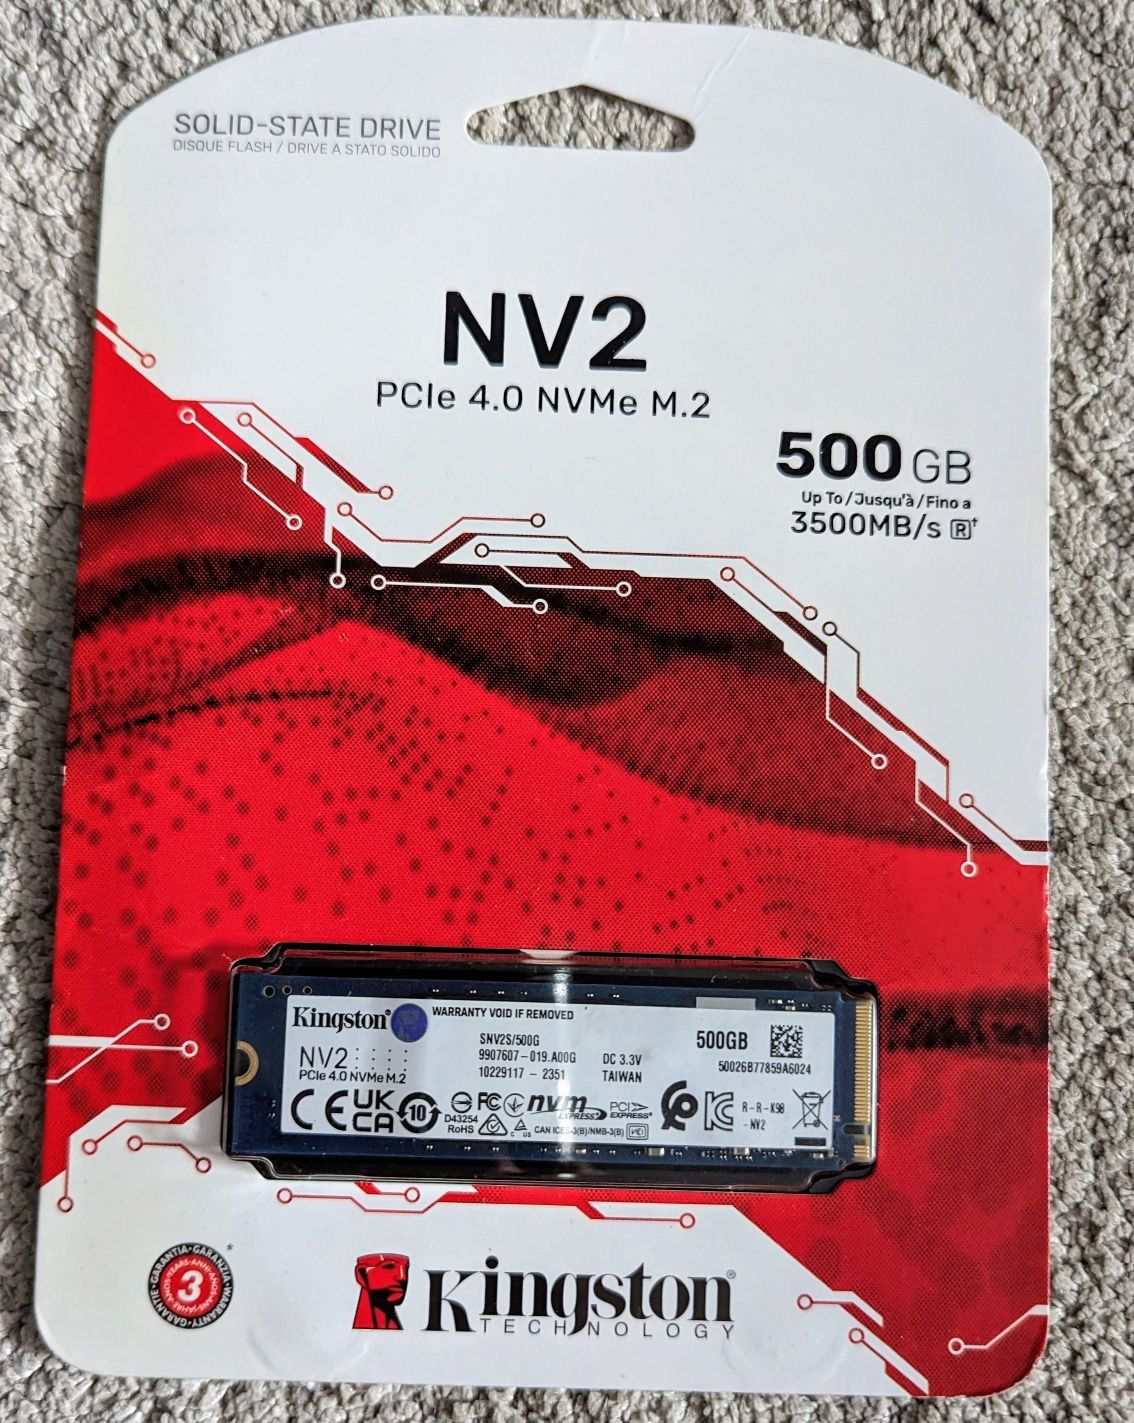 SOLID-STATE DRIVE
DISQUE FLASH / DRIVE A STATO SOLIDO
NV2
PCIe 4.0 NVMe M.2
500 GB
Up To / Jusqu'à / Fino a
3500MB/s R†
Kingston®
WARRANTY VOID IF REMOVED
NV2
PCIe 4.0 NVMe M.2
SNV2S/500G
9907607-019.A00G
10229117 - 2351
DC 3.3V
TAIWAN
500GB
50026B77859A6024
CE UK CA 10
D43254
RoHS
FC
nvm EXPRESS
PCI EXPRESS®
CAN ICES-3(B)/NMB-3(B)
R-R-K98
-NV2
3
Kingston®
TECHNOLOGY